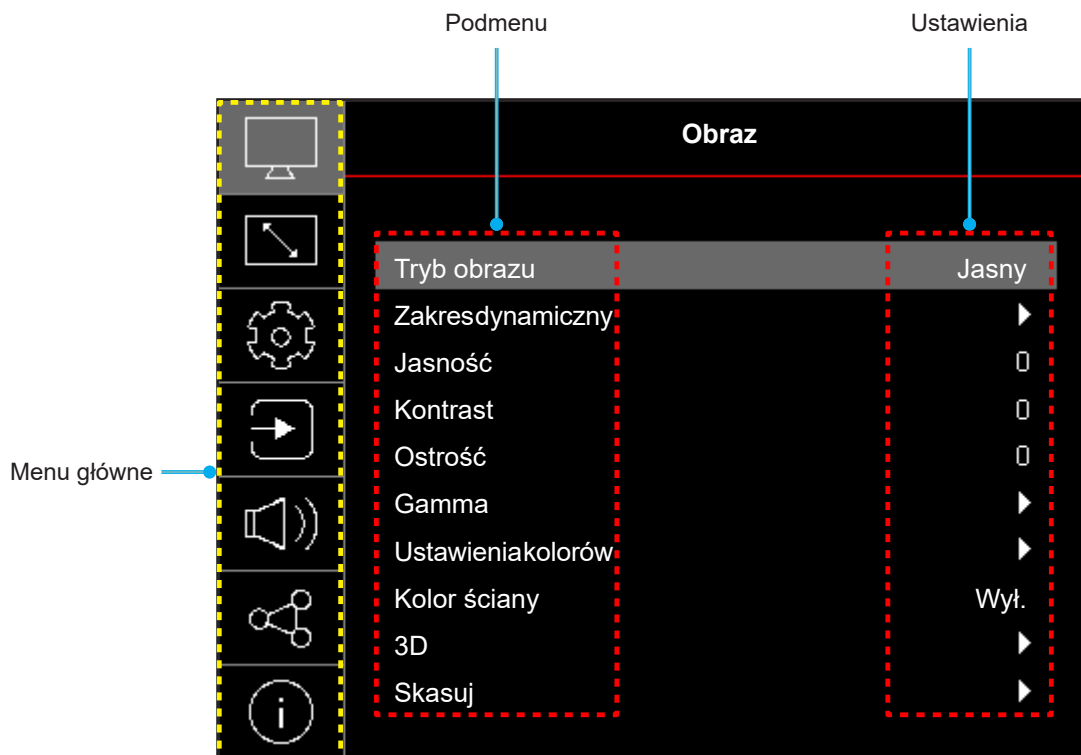 Podmenu Ustawienia
Obraz
Tryb obrazu Jasny
Zakresdynamiczny
Jasność 0
Kontrast 0
Ostrość 0
Menu główne
Gamma
Ustawieniakolorów
Kolor ściany Wył.
3D
Skasuj
i